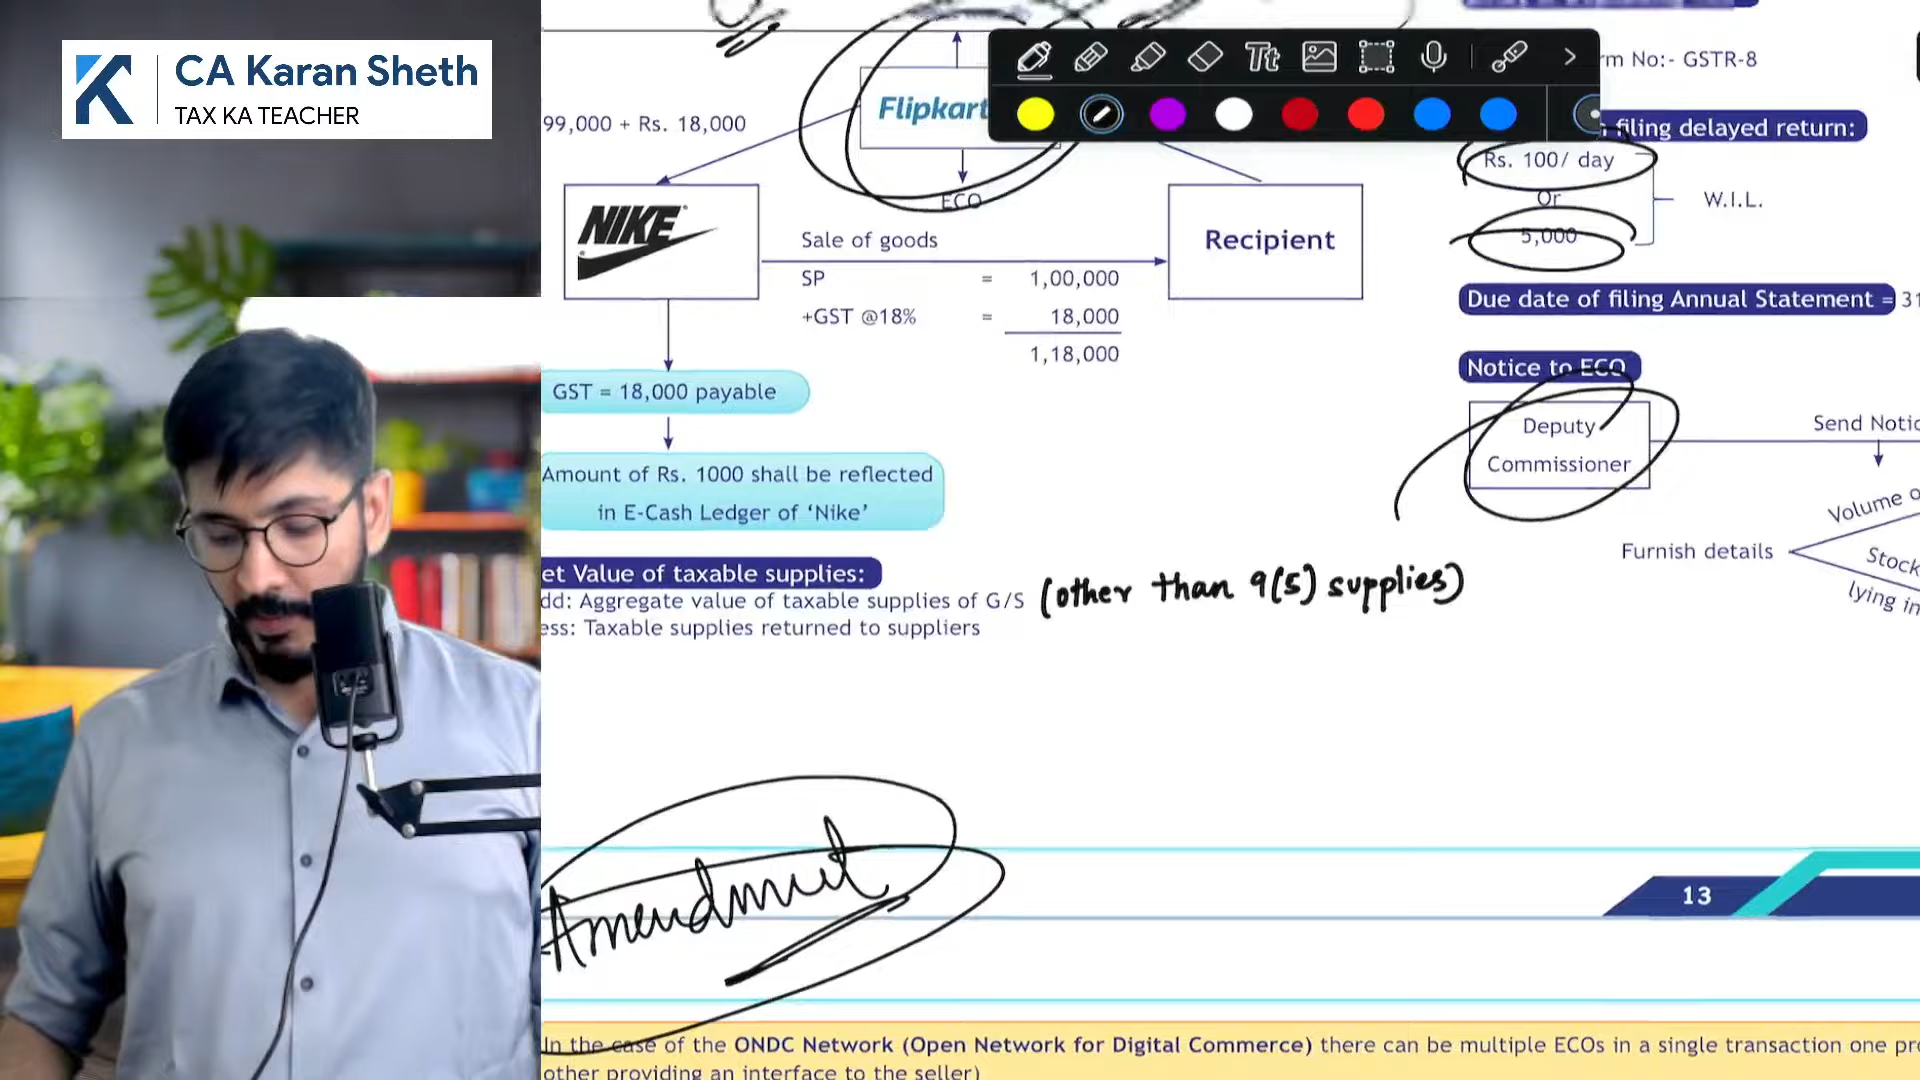 CA Karan Sheth
TAX KA TEACHER
99,000 + Rs. 18,000
Flipkart
ECO
NIKE
Sale of goods
SP = 1,00,000
+GST @18% = 18,000
1,18,000
Recipient
GST = 18,000 payable
Amount of Rs. 1000 shall be reflected
in E-Cash Ledger of ‘Nike’
et Value of taxable supplies:
dd: Aggregate value of taxable supplies of G/S (other than 9(5) supplies)
ess: Taxable supplies returned to suppliers
Amendment
Tt
rm No:- GSTR-8
filing delayed return:
Rs. 100/ day
Or
5,000
W.I.L.
Due date of filing Annual Statement = 31
Notice to ECO
Deputy
Commissioner
Send Notic
Furnish details
Volume o
Stock
lying in
13
In the case of the ONDC Network (Open Network for Digital Commerce) there can be multiple ECOs in a single transaction one pro
other providing an interface to the seller)